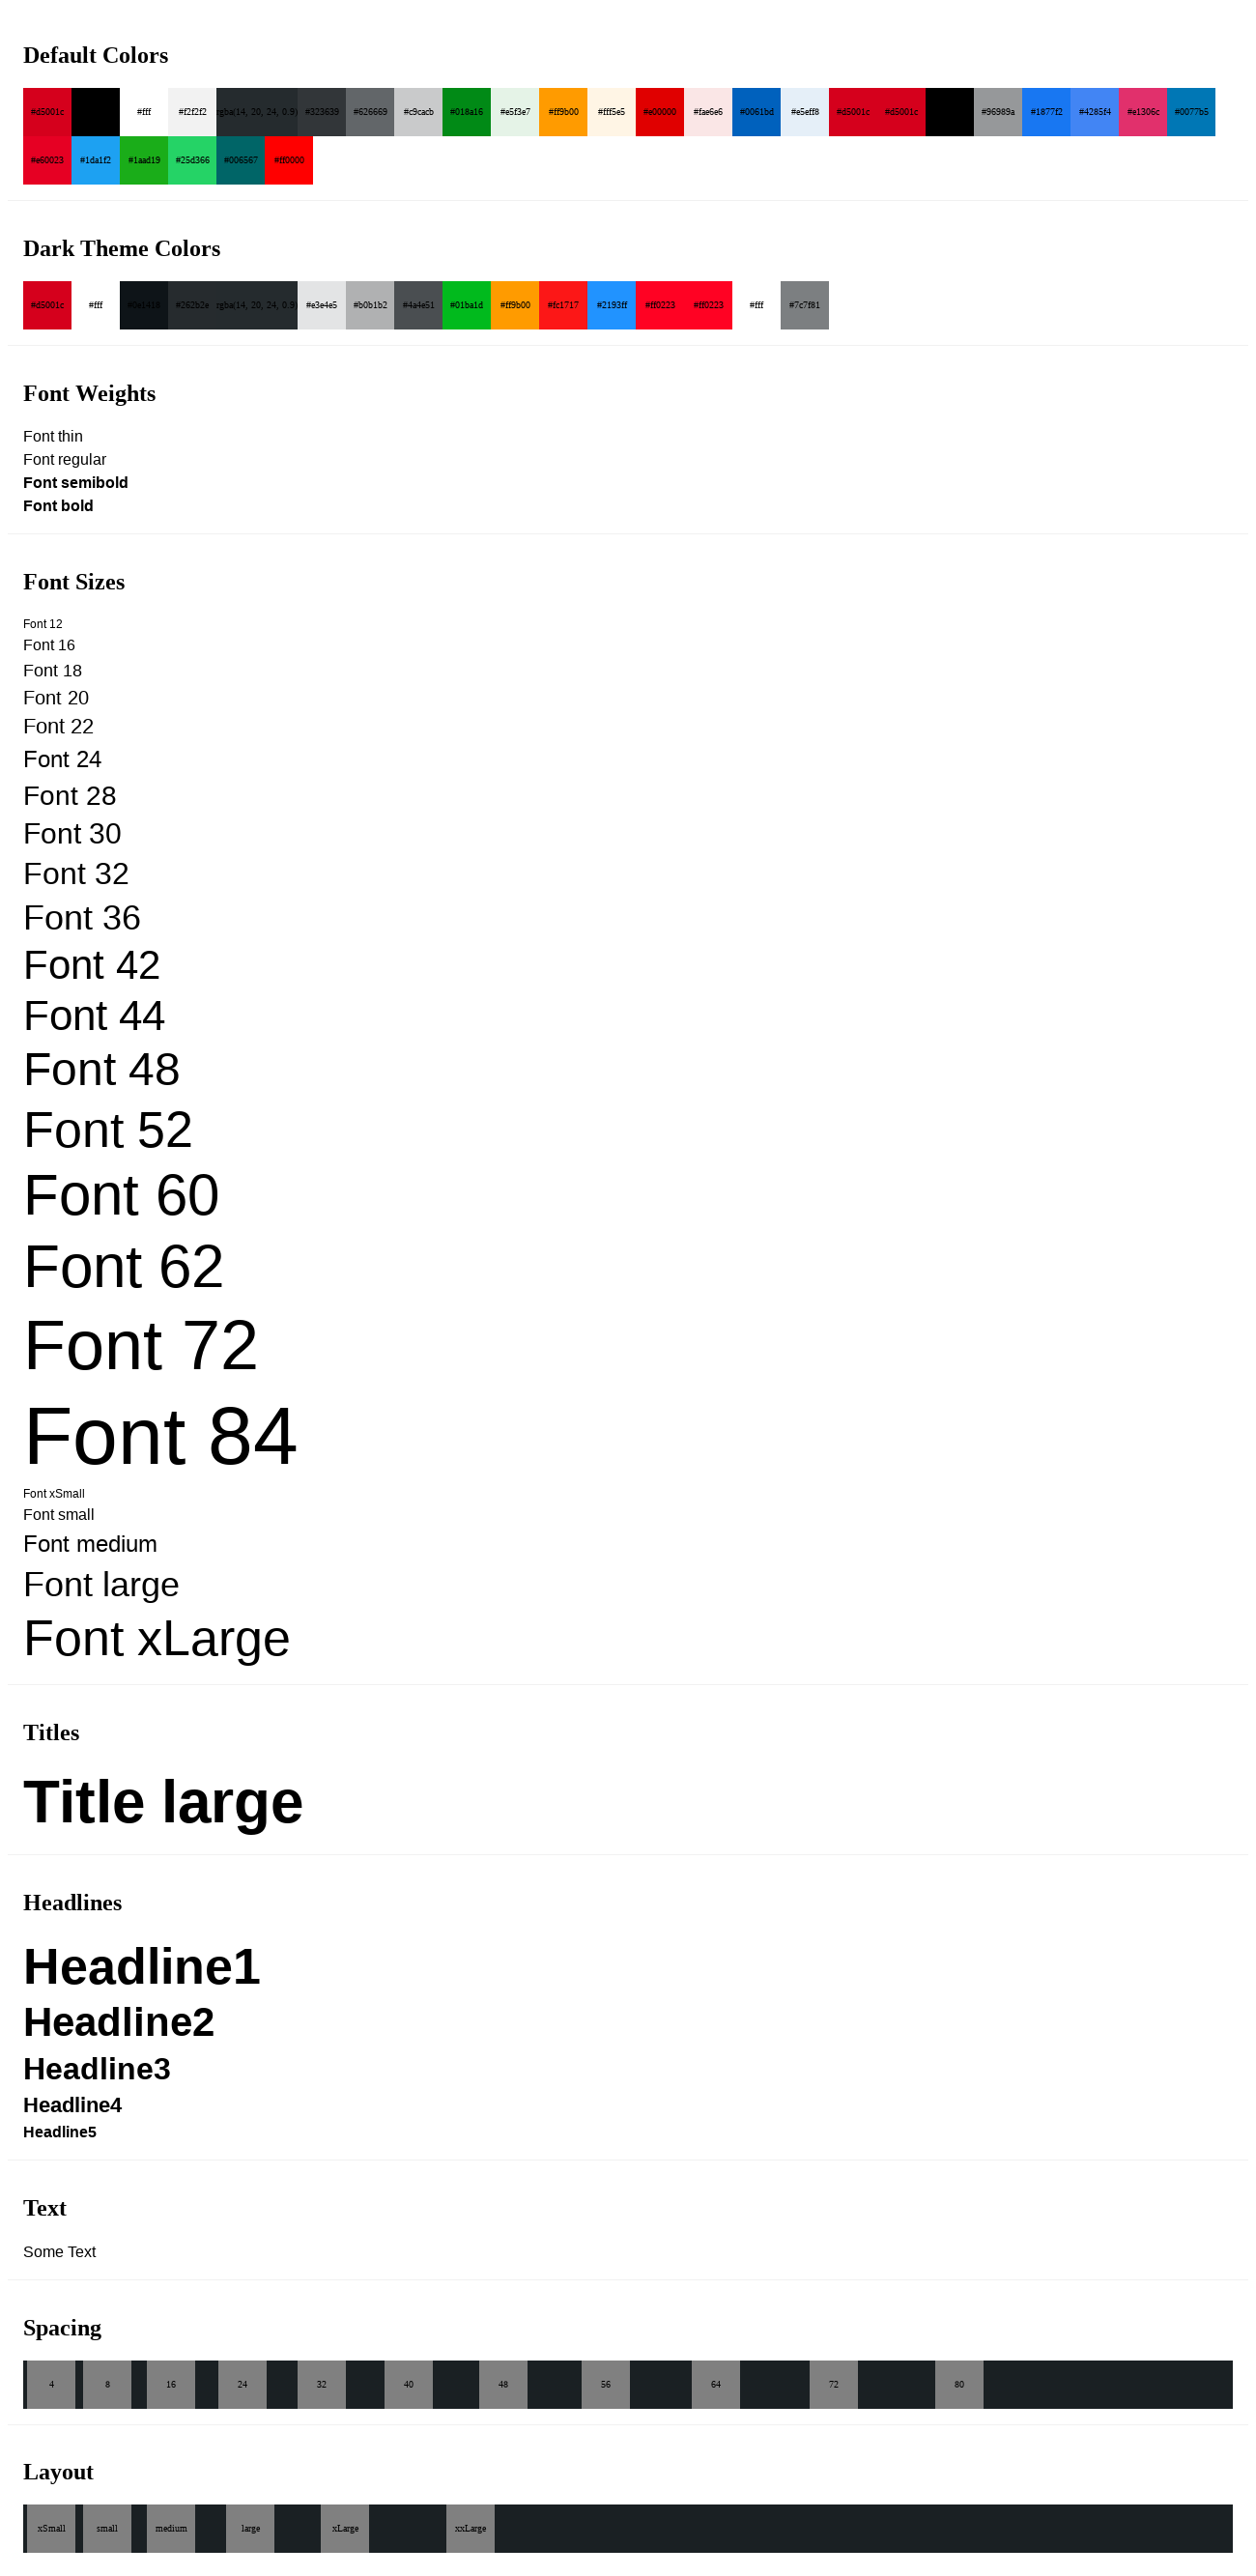 Default Colors
#d5001c #fff #f2f2f2 rgba(14, 20, 24, 0.9) #323639 #626669 #c9cacb #018a16 #e5f3e7 #ff9b00 #fff5e5 #e00000 #fae6e6 #0061bd #e5eff8 #d5001c #d5001c #96989a #1877f2 #4285f4 #e1306c #0077b5
#e60023 #1da1f2 #1aad19 #25d366 #006567 #ff0000
Dark Theme Colors
#d5001c #fff #0e1418 #262b2e rgba(14, 20, 24, 0.9) #e3e4e5 #b0b1b2 #4a4e51 #01ba1d #ff9b00 #fc1717 #2193ff #ff0223 #ff0223 #fff #7c7f81
Font Weights
Font thin
Font regular
Font semibold
Font bold
Font Sizes
Font 12
Font 16
Font 18
Font 20
Font 22
Font 24
Font 28
Font 30
Font 32
Font 36
Font 42
Font 44
Font 48
Font 52
Font 60
Font 62
Font 72
Font 84
Font xSmall
Font small
Font medium
Font large
Font xLarge
Titles
Title large
Headlines
Headline1
Headline2
Headline3
Headline4
Headline5
Text
Some Text
Spacing
4 8 16 24 32 40 48 56 64 72 80
Layout
xSmall small medium large xLarge xxLarge